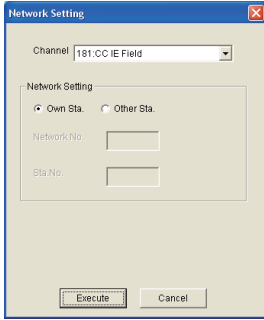 Network Setting
Channel 181:CC IE Field
Network Setting
Own Sta. Other Sta.
Network No.
Sta.No.
Execute Cancel